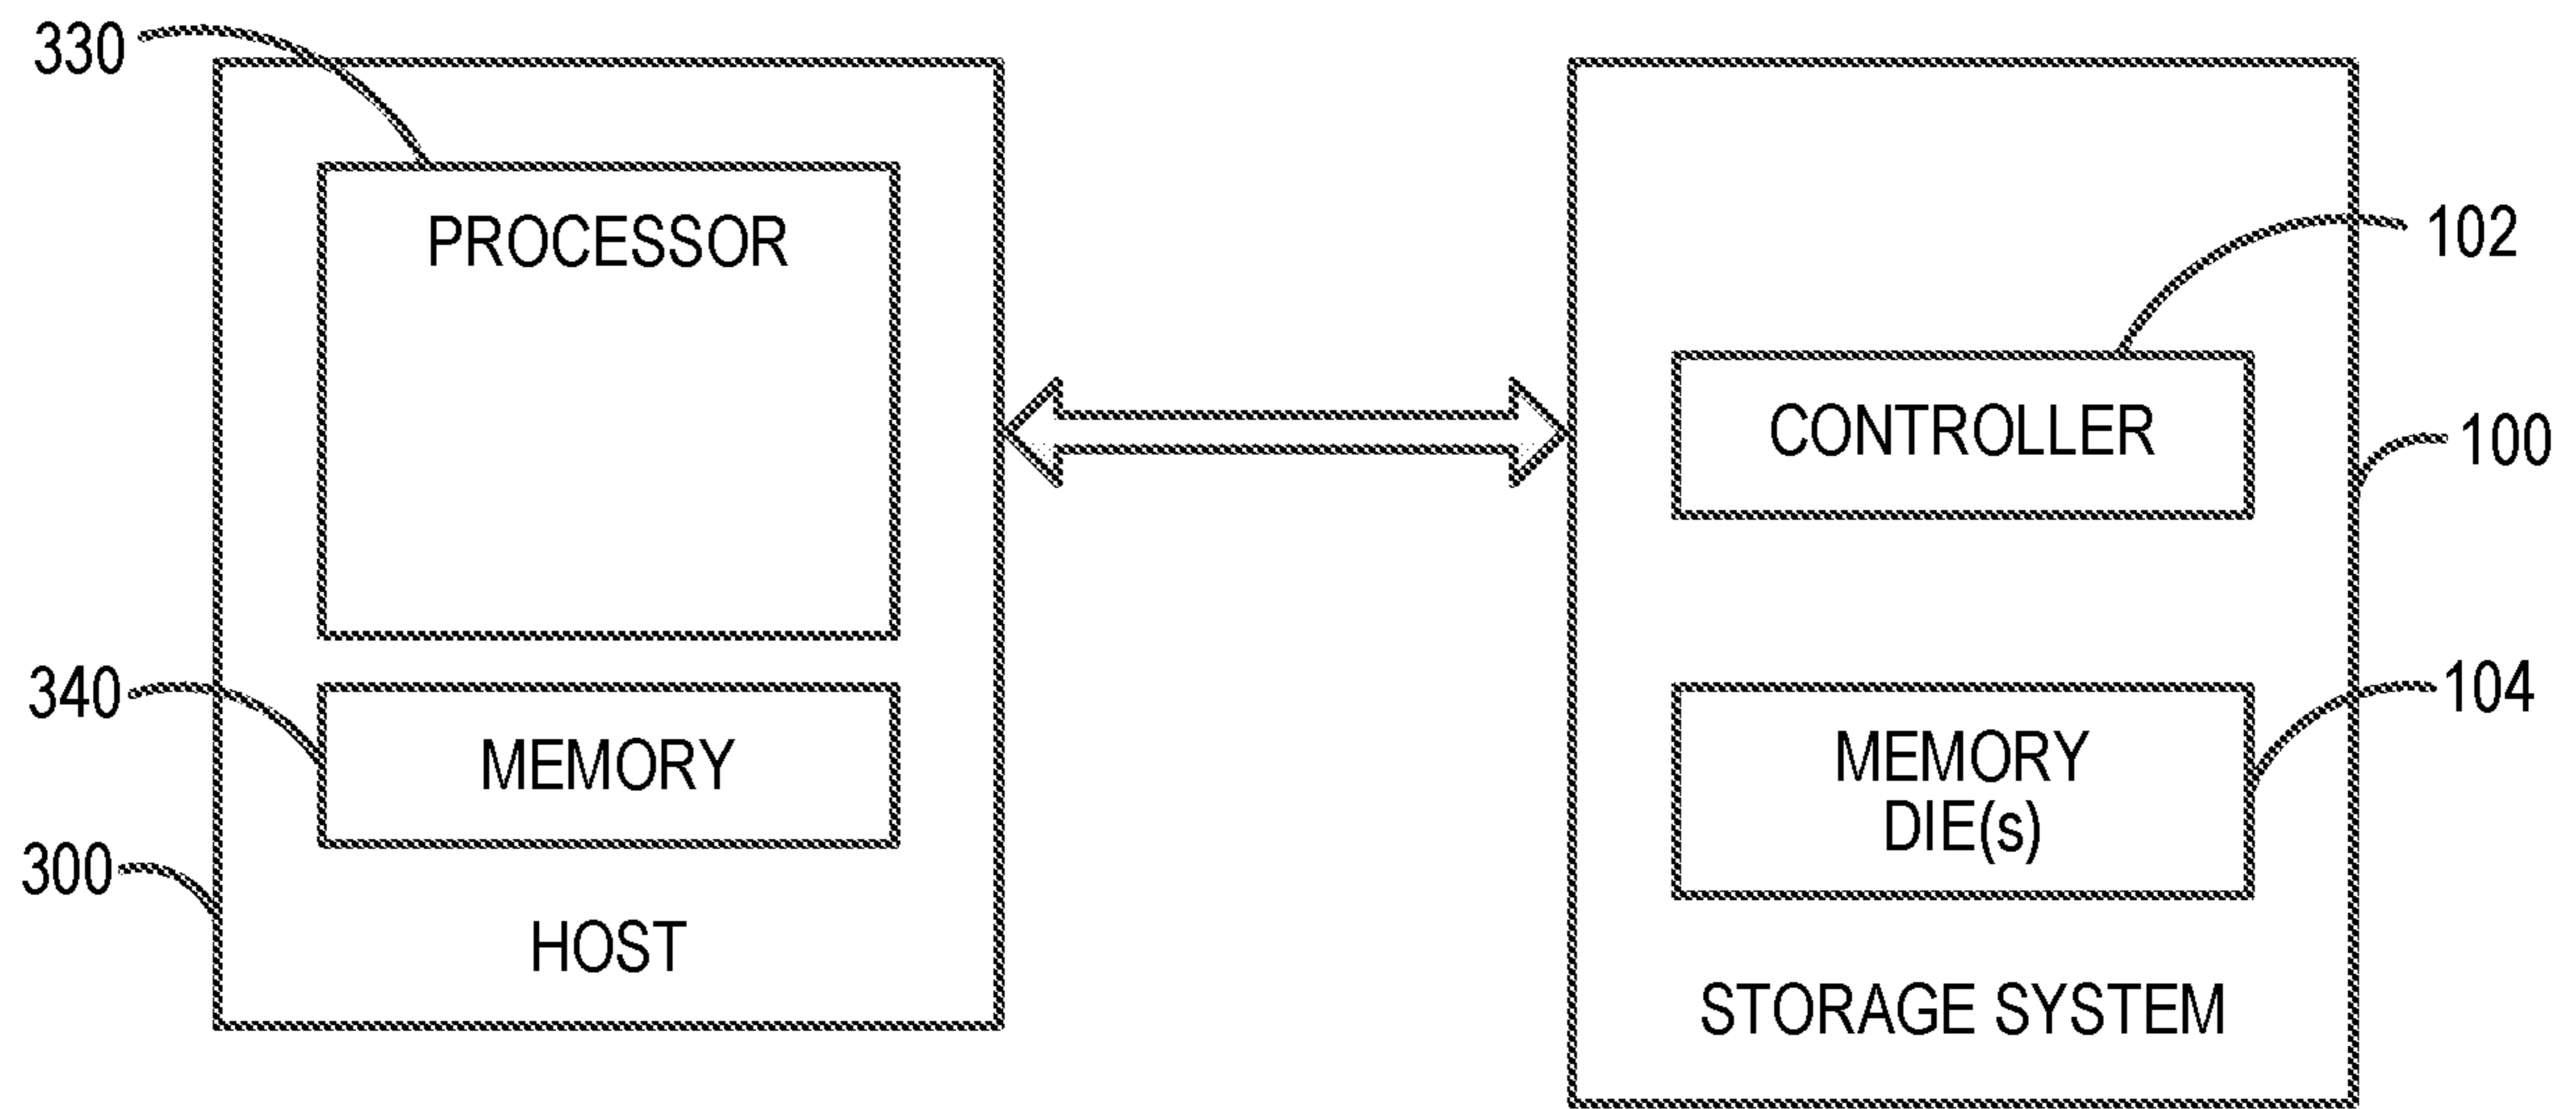 330
PROCESSOR
340
MEMORY
300
HOST
102
CONTROLLER
100
104
MEMORY
DIE(s)
STORAGE SYSTEM